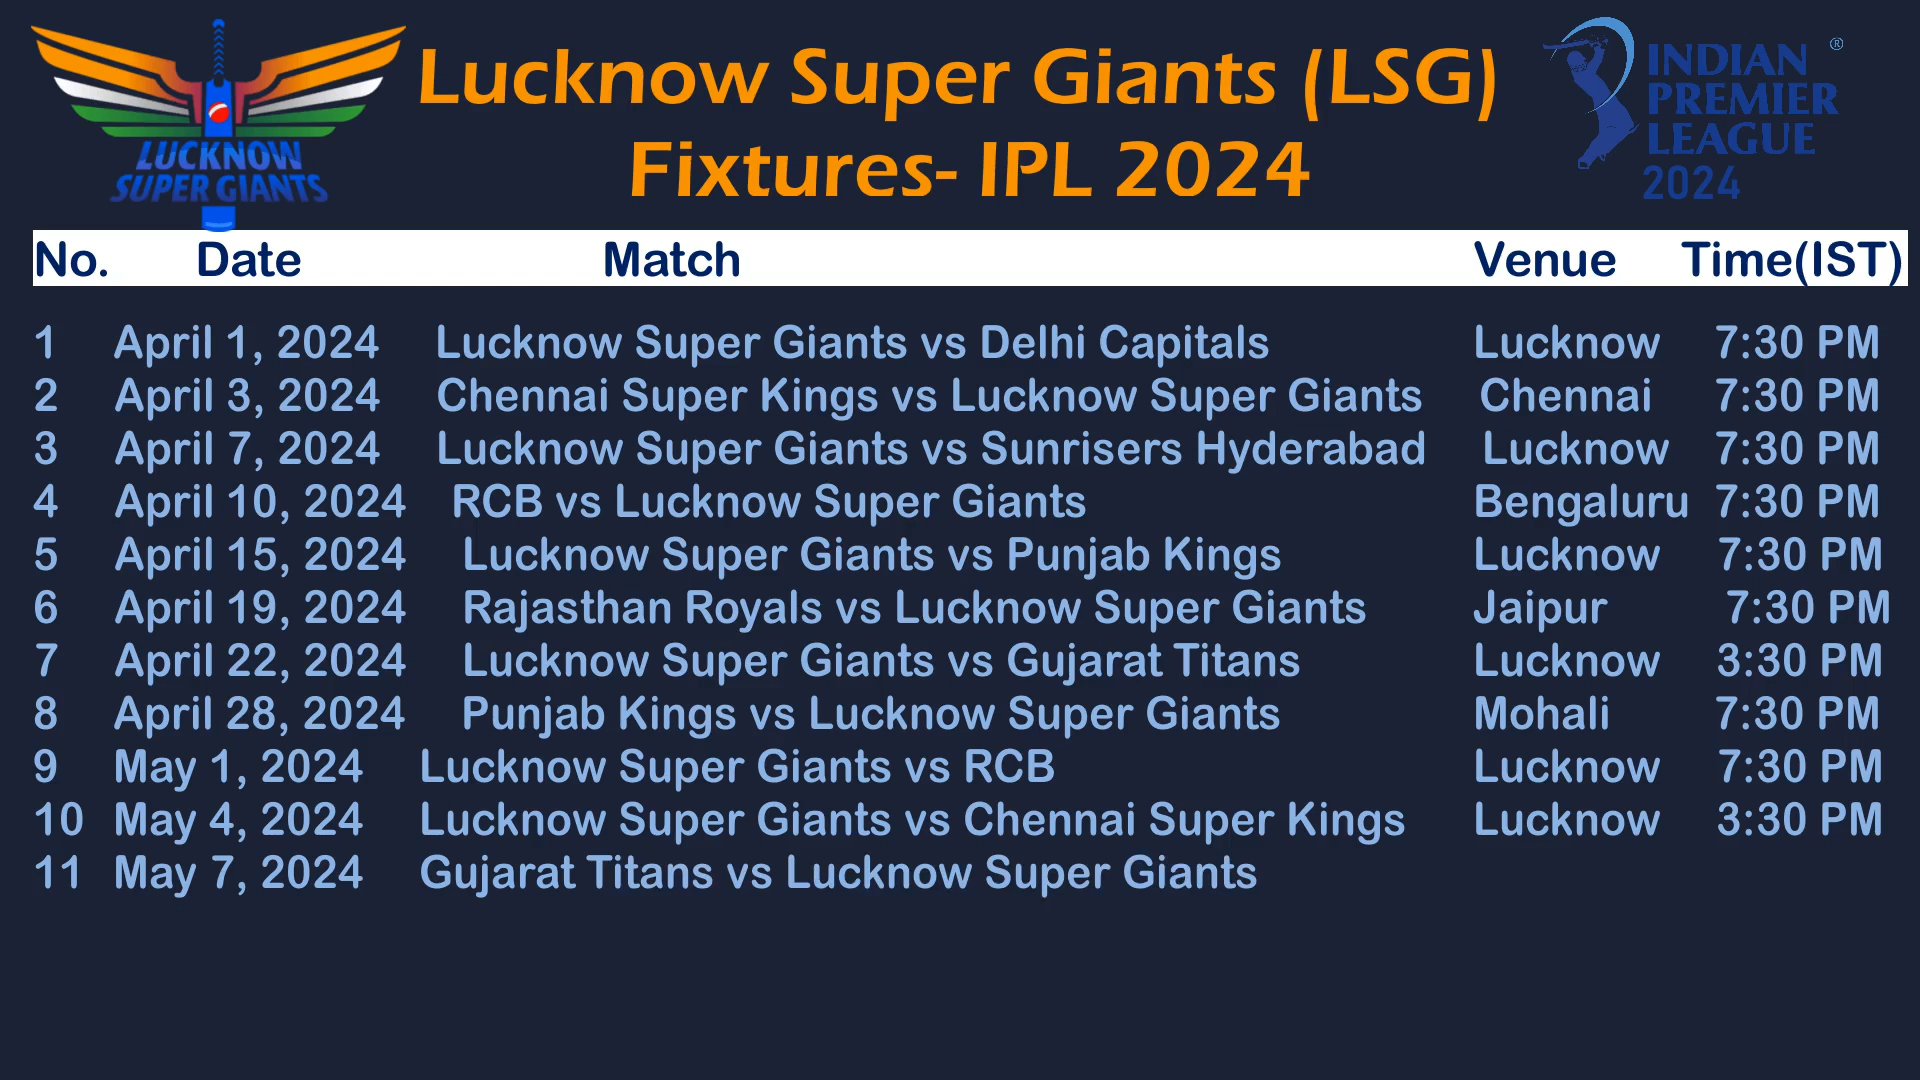 LUCKNOW
SUPER GIANTS
Lucknow Super Giants (LSG)
Fixtures- IPL 2024
INDIAN ®
PREMIER
LEAGUE
2024
No. Date Match Venue Time(IST)
1 April 1, 2024 Lucknow Super Giants vs Delhi Capitals Lucknow 7:30 PM
2 April 3, 2024 Chennai Super Kings vs Lucknow Super Giants Chennai 7:30 PM
3 April 7, 2024 Lucknow Super Giants vs Sunrisers Hyderabad Lucknow 7:30 PM
4 April 10, 2024 RCB vs Lucknow Super Giants Bengaluru 7:30 PM
5 April 15, 2024 Lucknow Super Giants vs Punjab Kings Lucknow 7:30 PM
6 April 19, 2024 Rajasthan Royals vs Lucknow Super Giants Jaipur 7:30 PM
7 April 22, 2024 Lucknow Super Giants vs Gujarat Titans Lucknow 3:30 PM
8 April 28, 2024 Punjab Kings vs Lucknow Super Giants Mohali 7:30 PM
9 May 1, 2024 Lucknow Super Giants vs RCB Lucknow 7:30 PM
10 May 4, 2024 Lucknow Super Giants vs Chennai Super Kings Lucknow 3:30 PM
11 May 7, 2024 Gujarat Titans vs Lucknow Super Giants